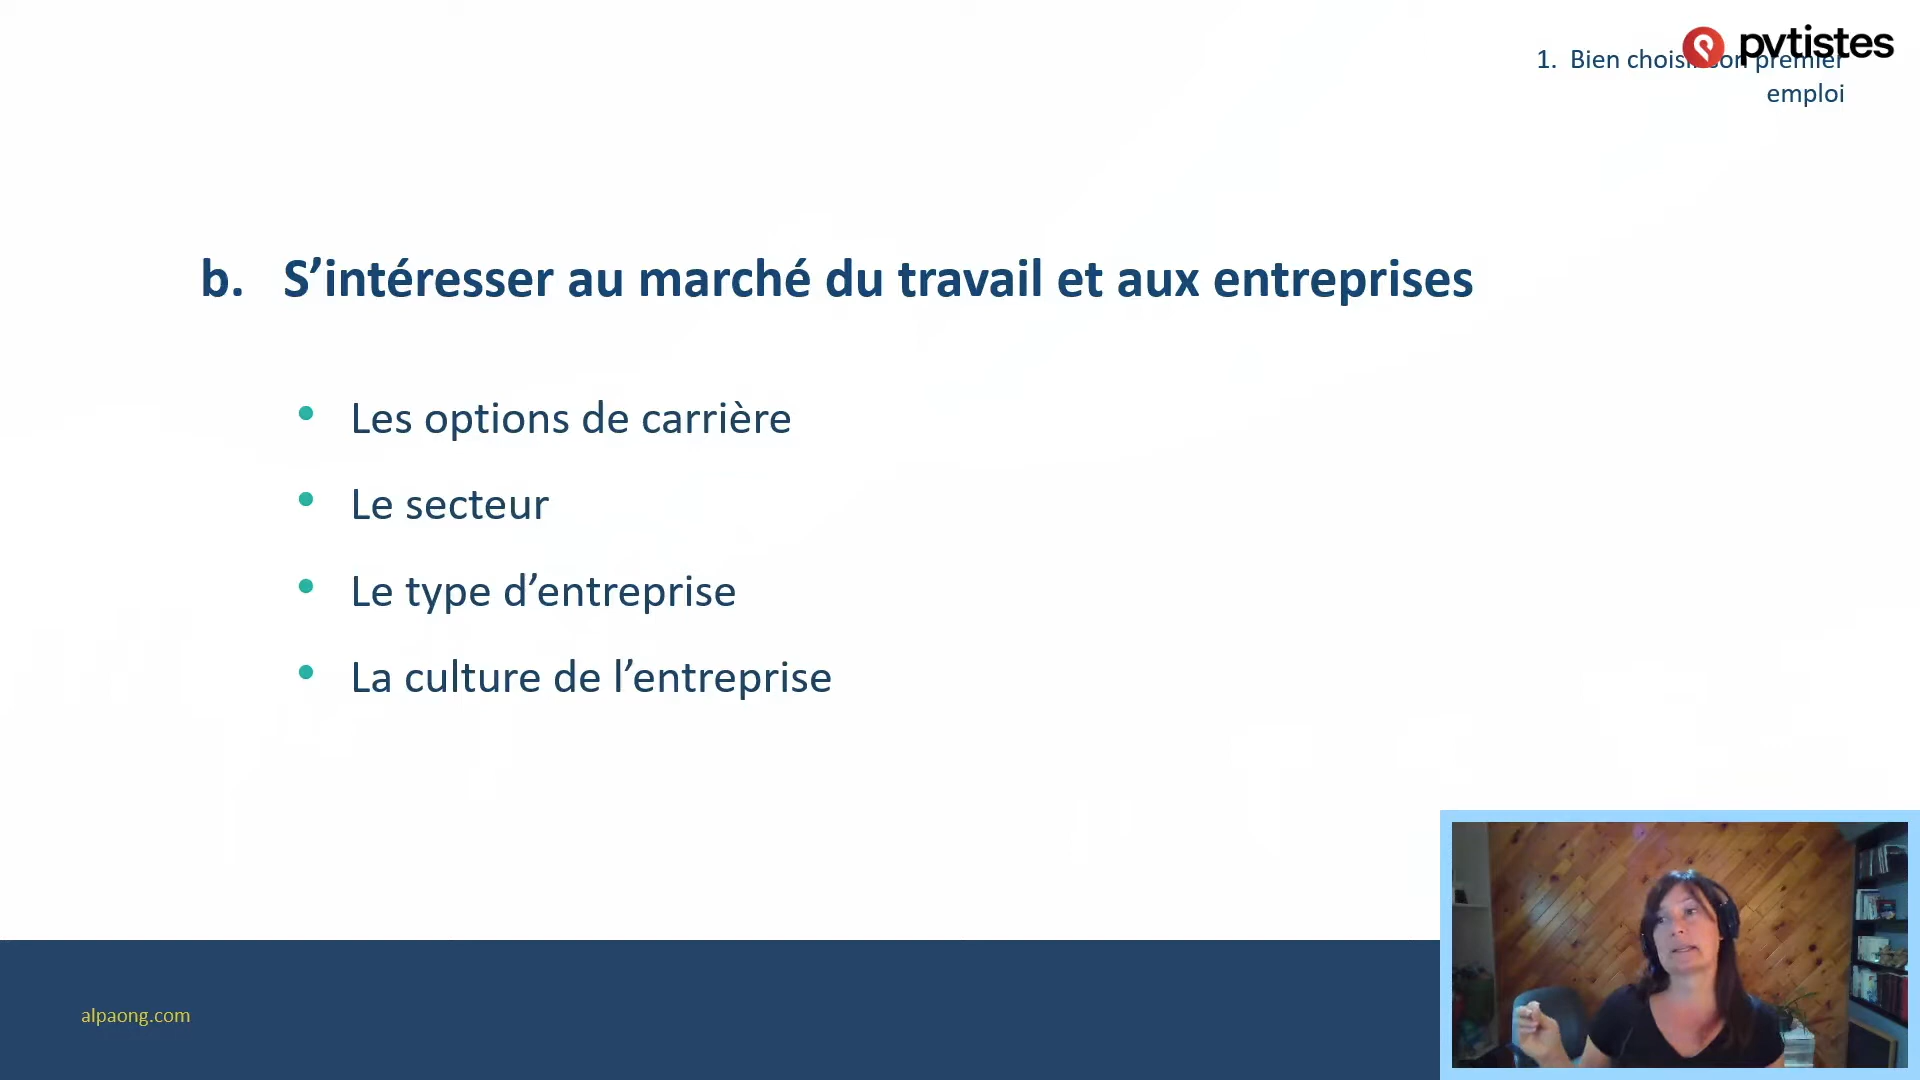 pvtistes
1. Bien choisir son premier
emploi
b. S’intéresser au marché du travail et aux entreprises
• Les options de carrière
• Le secteur
• Le type d’entreprise
• La culture de l’entreprise
alpaong.com